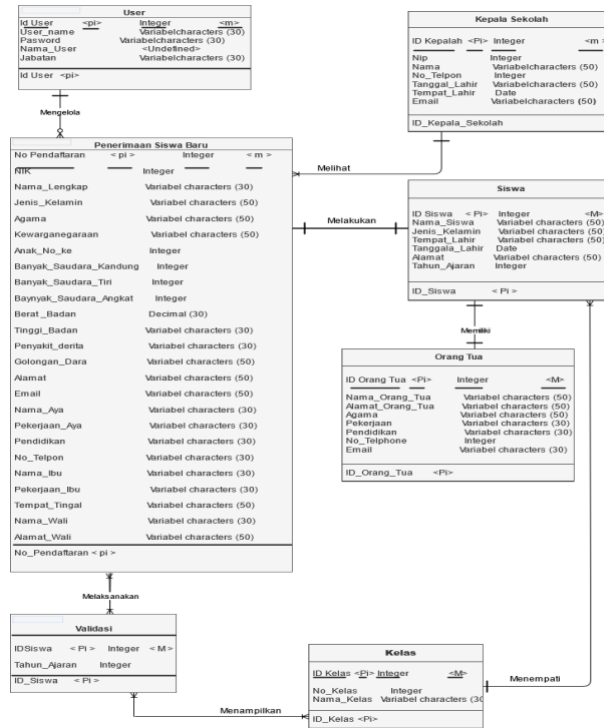 User
Id User <pi> Integer <m>
User_name Variabelcharacters (30)
Pasword Variabelcharacters (30)
Nama_User <Undefined>
Jabatan Variabelcharacters (30)
Id User <pi>
Mengelola
Kepala Sekolah
ID Kepalah <Pi> Integer <m>
Nip Integer
Nama Variabelcharacters (50)
No_Telpon Integer
Tanggal_Lahir Variabelcharacters (50)
Tempat_Lahir Date
Email Variabelcharacters (50)
ID_Kepala_Sekolah
Melihat
Penerimaan Siswa Baru
No Pendaftaran <pi> Integer <m>
NIK Integer
Nama_Lengkap Variabel characters (30)
Jenis_Kelamin Variabel characters (50)
Agama Variabel characters (50)
Kewarganegaraan Variabel characters (50)
Anak_No_ke Integer
Banyak_Saudara_Kandung Integer
Banyak_Saudara_Tiri Integer
Baynyak_Saudara_Angkat Integer
Berat _Badan Decimal (30)
Tinggi_Badan Variabel characters (30)
Penyakit_derita Variabel characters (30)
Golongan_Dara Variabel characters (50)
Alamat Variabel characters (50)
Email Variabel characters (50)
Nama_Aya Variabel characters (30)
Pekerjaan_Aya Variabel characters (30)
Pendidikan Variabel characters (50)
No_Telpon Variabel characters (30)
Nama_Ibu Variabel characters (30)
Pekerjaan_Ibu Variabel characters (30)
Tempat_Tingal Variabel characters (50)
Nama_Wali Variabel characters (30)
Alamat_Wali Variabel characters (50)
No_Pendaftaran <pi>
Melakukan
Siswa
ID Siswa <Pi> Integer <M>
Nama_Siswa Variabel characters (50)
Jenis_Kelamin Variabel characters (50)
Tempat_Lahir Variabel characters (50)
Tanggala_Lahir Date
Alamat Variabel characters (50)
Tahun_Ajaran Integer
ID_Siswa <Pi>
Memiliki
Orang Tua
ID Orang Tua <Pi> Integer <M>
Nama_Orang_Tua Variabel characters (50)
Alamat_Orang_Tua Variabel characters (50)
Agama Variabel characters (50)
Pekerjaan Variabel characters (30)
Pendidikan Variabel characters (30)
No_Telphone Integer
Email Variabel characters (30)
ID_Orang_Tua <Pi>
Melaksanakan
Validasi
IDSiswa <Pi> Integer <M>
Tahun_Ajaran Integer
ID_Siswa <Pi>
Menampilkan
Kelas
ID Kelas <Pi> Integer <M>
No_Kelas Integer
Nama_Kelas Variabel characters (30
ID_Kelas <Pi>
Menempati